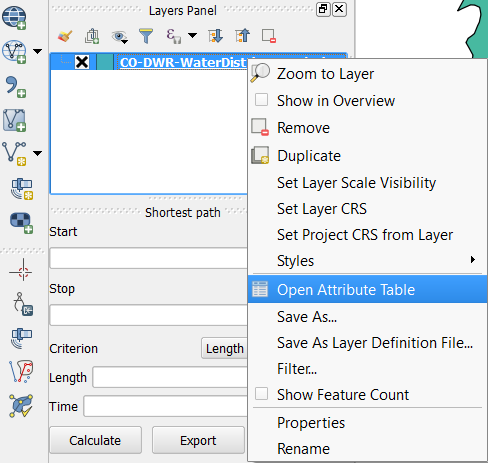 Layers Panel
CO-DWR-WaterDist
Zoom to Layer
Show in Overview
Remove
Duplicate
Set Layer Scale Visibility
Set Layer CRS
Set Project CRS from Layer
Styles
Open Attribute Table
Save As...
Save As Layer Definition File...
Filter...
Show Feature Count
Properties
Rename
Shortest path
Start
Stop
Criterion
Length
Length
Time
Calculate
Export